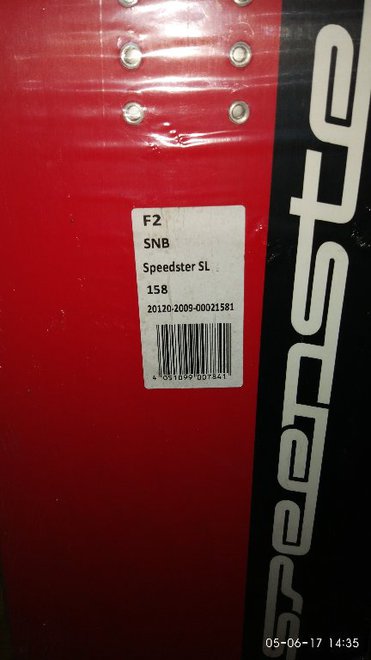 F2
SNB
Speedster SL
158
20120-2009-00021581
4 051099 007841
SPEEDSTE
05-06-17 14:35